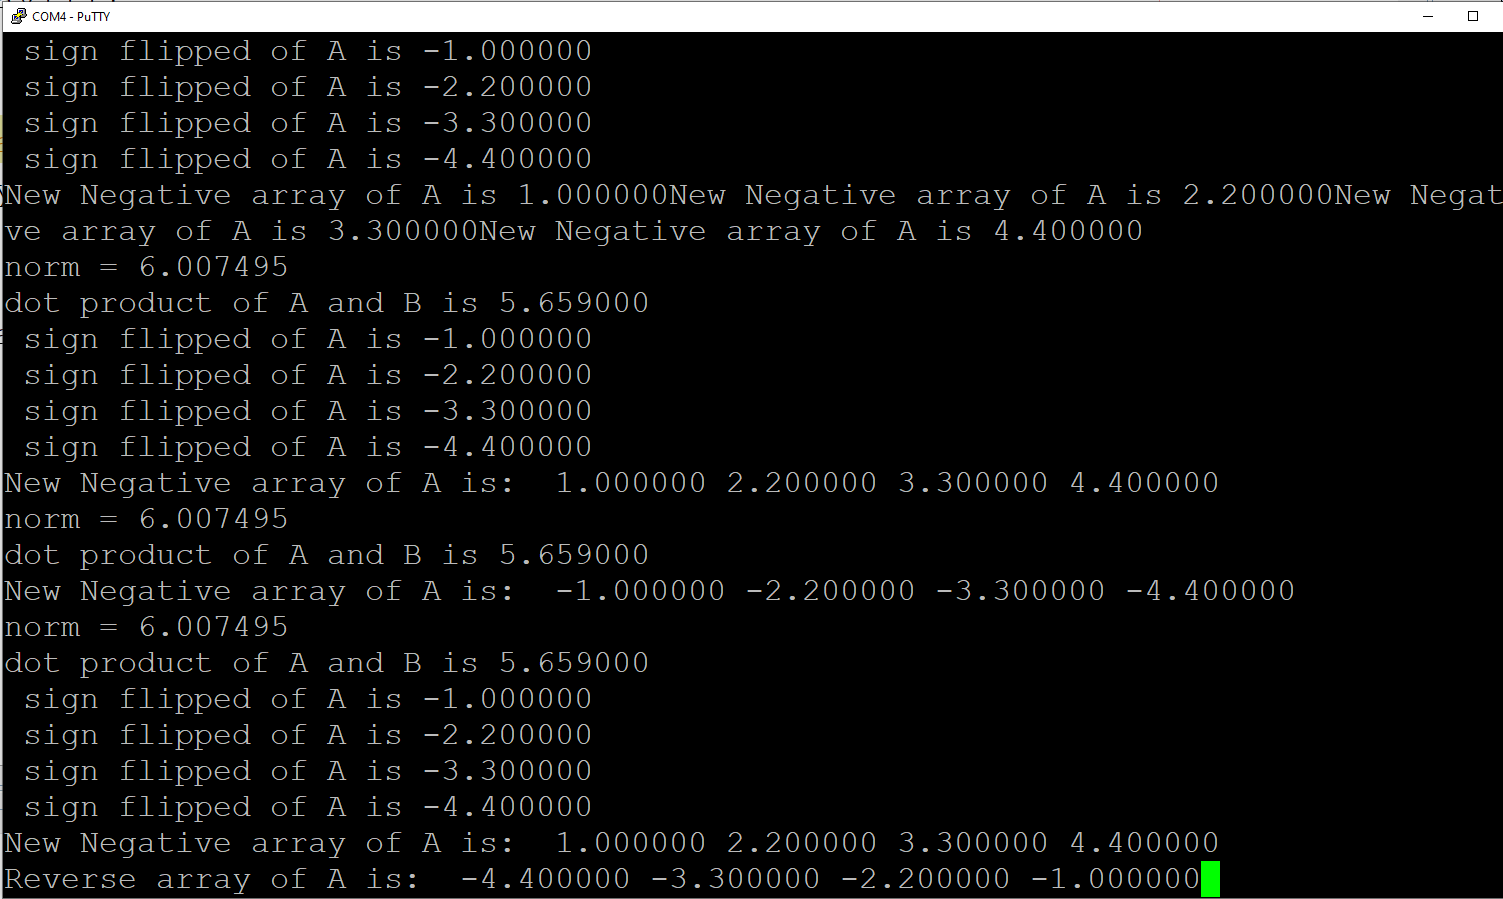 COM4 - PuTTY
sign flipped of A is -1.000000
sign flipped of A is -2.200000
sign flipped of A is -3.300000
sign flipped of A is -4.400000
New Negative array of A is 1.000000New Negative array of A is 2.200000New Negat
ve array of A is 3.300000New Negative array of A is 4.400000
norm = 6.007495
dot product of A and B is 5.659000
sign flipped of A is -1.000000
sign flipped of A is -2.200000
sign flipped of A is -3.300000
sign flipped of A is -4.400000
New Negative array of A is:  1.000000 2.200000 3.300000 4.400000
norm = 6.007495
dot product of A and B is 5.659000
New Negative array of A is:  -1.000000 -2.200000 -3.300000 -4.400000
norm = 6.007495
dot product of A and B is 5.659000
sign flipped of A is -1.000000
sign flipped of A is -2.200000
sign flipped of A is -3.300000
sign flipped of A is -4.400000
New Negative array of A is:  1.000000 2.200000 3.300000 4.400000
Reverse array of A is:  -4.400000 -3.300000 -2.200000 -1.000000